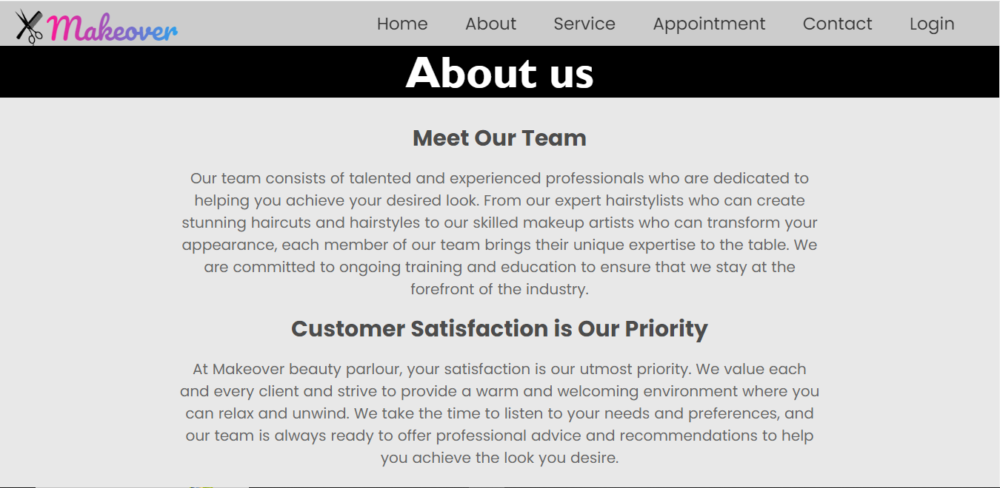 Makeover Home About Service Appointment Contact Login
About us
Meet Our Team
Our team consists of talented and experienced professionals who are dedicated to
helping you achieve your desired look. From our expert hairstylists who can create
stunning haircuts and hairstyles to our skilled makeup artists who can transform your
appearance, each member of our team brings their unique expertise to the table. We
are committed to ongoing training and education to ensure that we stay at the
forefront of the industry.
Customer Satisfaction is Our Priority
At Makeover beauty parlour, your satisfaction is our utmost priority. We value each
and every client and strive to provide a warm and welcoming environment where you
can relax and unwind. We take the time to listen to your needs and preferences, and
our team is always ready to offer professional advice and recommendations to help
you achieve the look you desire.